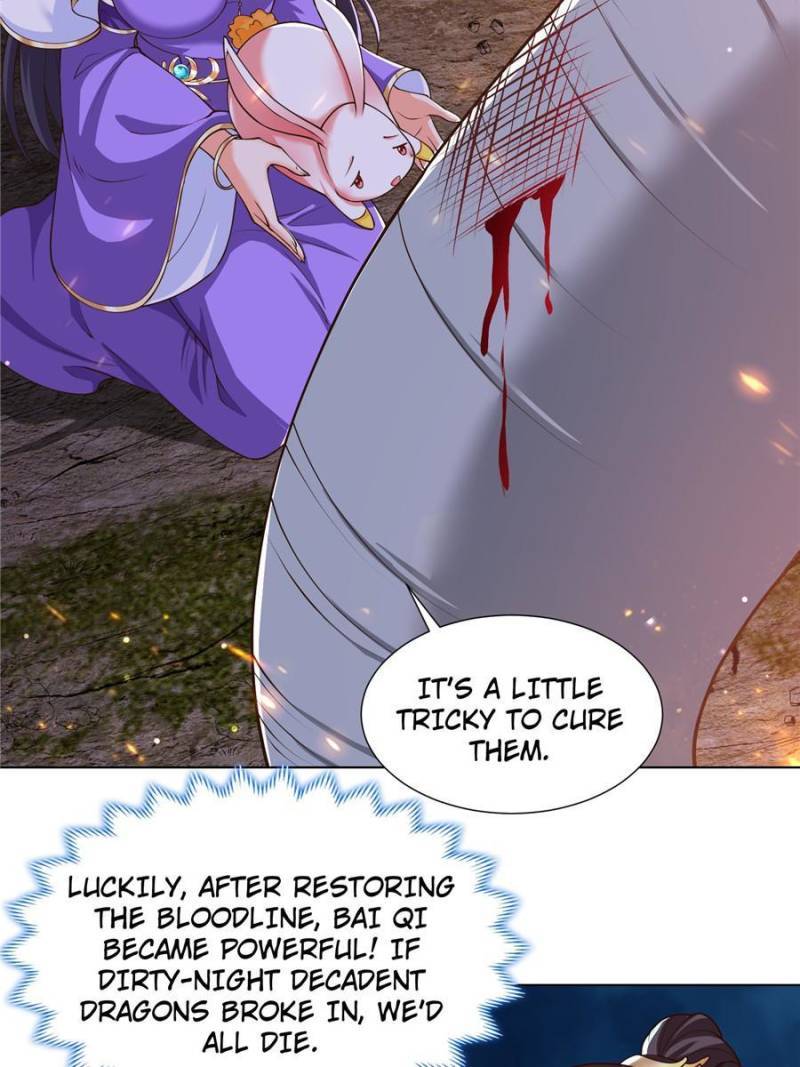 IT'S A LITTLE
TRICKY TO CURE
THEM.
LUCKILY, AFTER RESTORING
THE BLOODLINE, BAI QI
BECAME POWERFUL! IF
DIRTY-NIGHT DECADENT
DRAGONS BROKE IN, WE'D
ALL DIE.